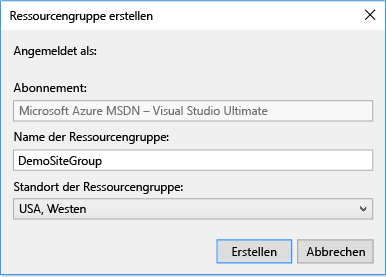 Ressourcengruppe erstellen
Angemeldet als:
Abonnement:
Microsoft Azure MSDN – Visual Studio Ultimate
Name der Ressourcengruppe:
DemoSiteGroup
Standort der Ressourcengruppe:
USA, Westen
Erstellen Abbrechen